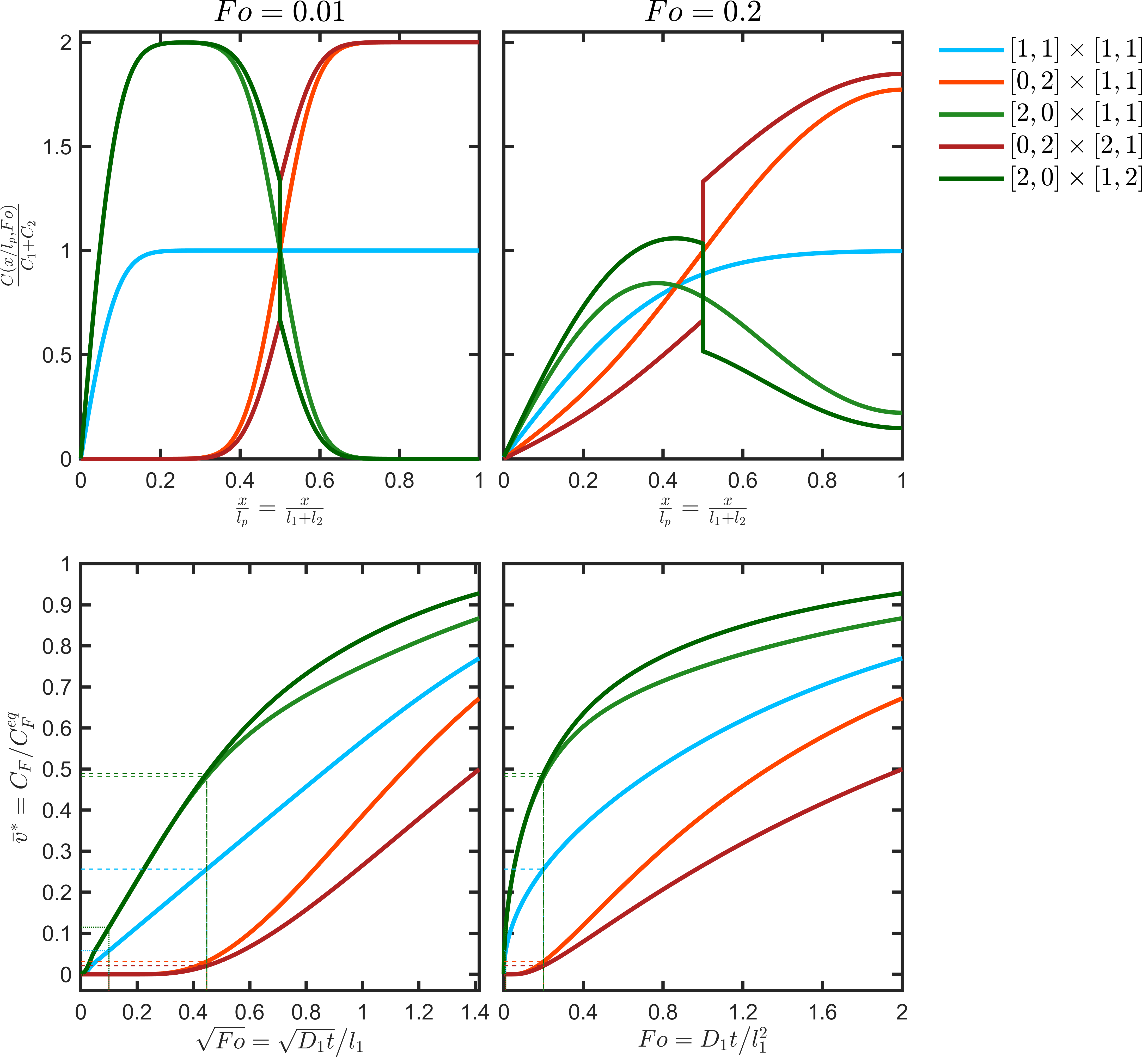 Fo = 0.01
Fo = 0.2
[1, 1] × [1, 1]
[0, 2] × [1, 1]
[2, 0] × [1, 1]
[0, 2] × [2, 1]
[2, 0] × [1, 2]
C(x/l_p,Fo) / C_1+C_2
2
1.5
1
0.5
0
0 0.2 0.4 0.6 0.8 1
0 0.2 0.4 0.6 0.8 1
x/l_p = x/l_1+l_2
x/l_p = x/l_1+l_2
v̄* = C_F/C_F^eq
1
0.9
0.8
0.7
0.6
0.5
0.4
0.3
0.2
0.1
0
0 0.2 0.4 0.6 0.8 1 1.2 1.4
0 0.4 0.8 1.2 1.6 2
√Fo = √D_1t/l_1
Fo = D_1t/l_1^2